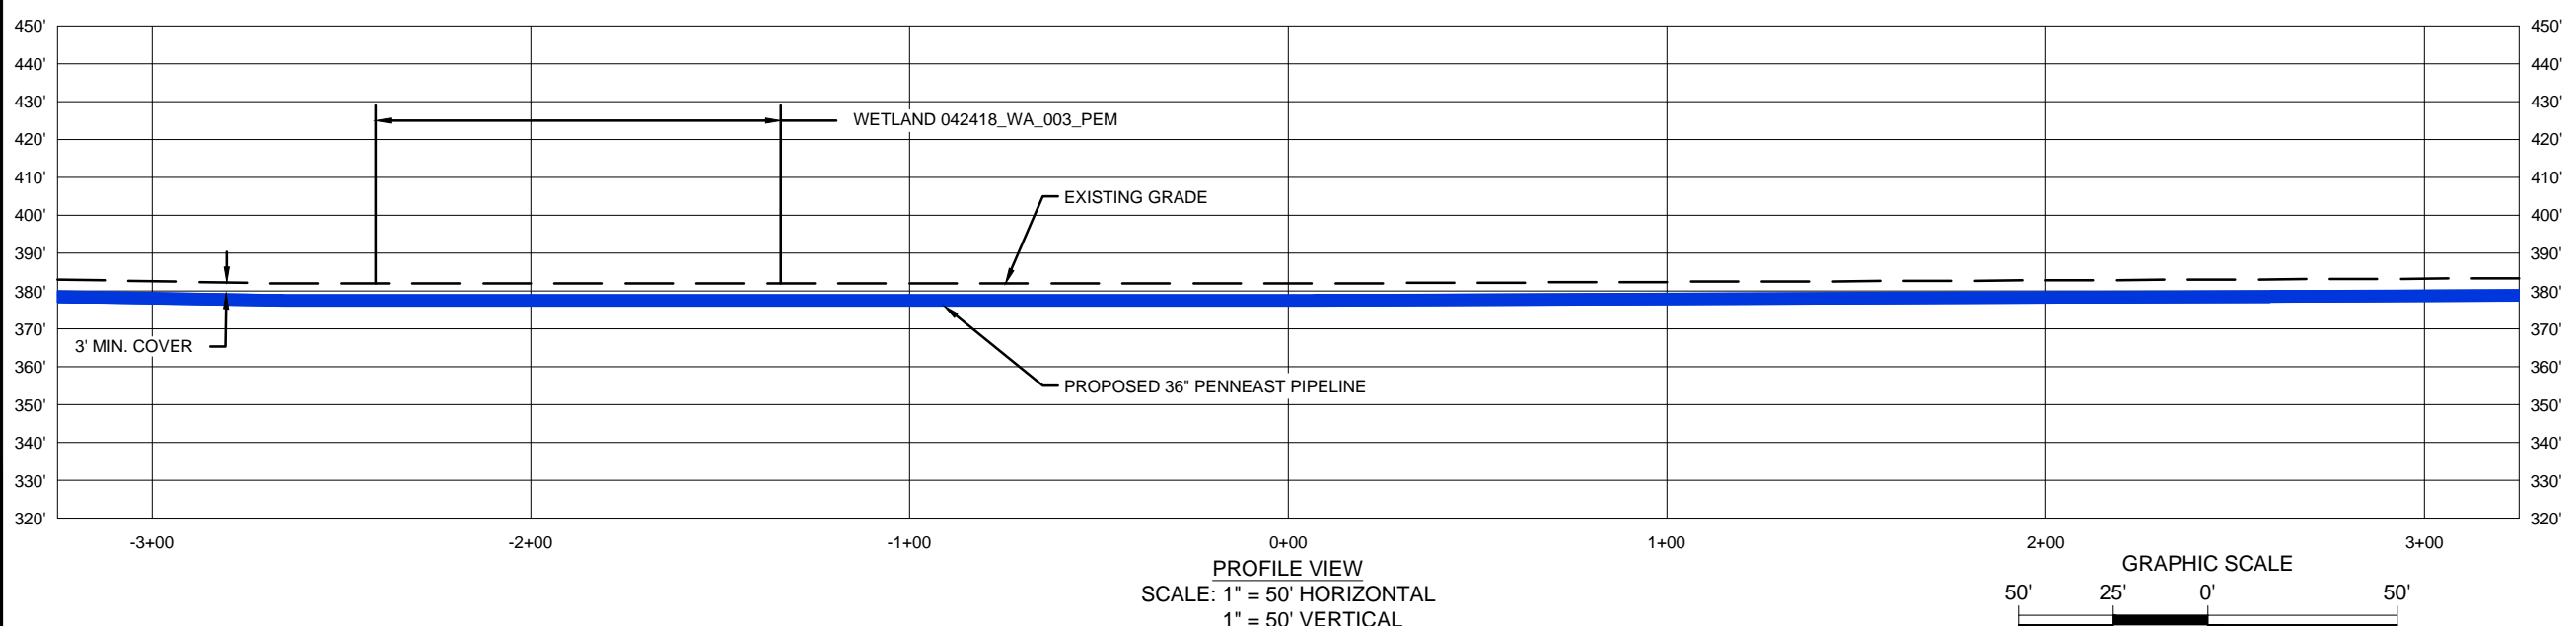 450' 450'
440' 440'
430' 430'
WETLAND 042418_WA_003_PEM
420' 420'
410' 410'
EXISTING GRADE
400' 400'
390' 390'
380' 380'
370' 370'
3' MIN. COVER
360' 360'
PROPOSED 36" PENNEAST PIPELINE
350' 350'
340' 340'
330' 330'
320' 320'
-3+00 -2+00 -1+00 0+00 1+00 2+00 3+00
PROFILE VIEW
SCALE: 1" = 50' HORIZONTAL
1" = 50' VERTICAL
GRAPHIC SCALE
50' 25' 0' 50'